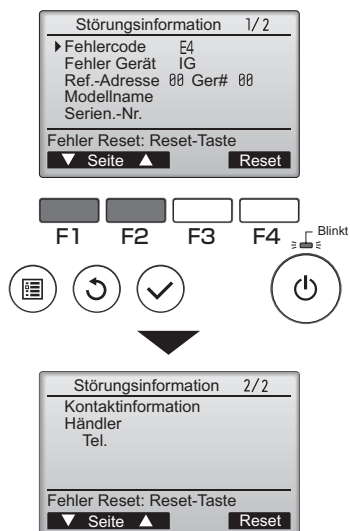 Störungsinformation 1/2
Fehlercode E4
Fehler Gerät IG
Ref.-Adresse 00 Ger# 00
Modellname
Serien.-Nr.
Fehler Reset: Reset-Taste
Seite Reset
F1 F2 F3 F4
Blinkt
Störungsinformation 2/2
Kontaktinformation
Händler
Tel.
Fehler Reset: Reset-Taste
Seite Reset